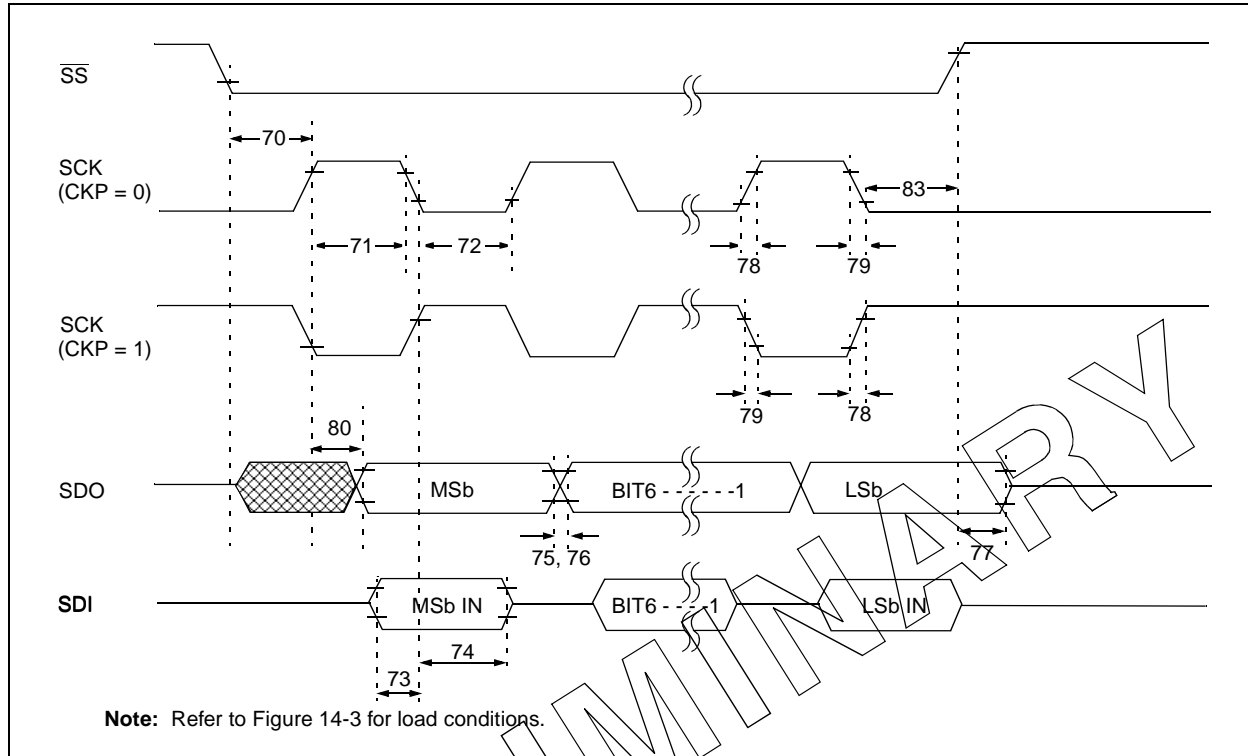 SS
70
SCK
(CKP = 0)
83
71
72
78
79
SCK
(CKP = 1)
79
78
80
SDO
MSb
BIT6 - - - - - -1
LSb
75, 76
77
SDI
MSb IN
BIT6 - - - -1
LSb IN
74
73
Note: Refer to Figure 14-3 for load conditions.
IMINARY